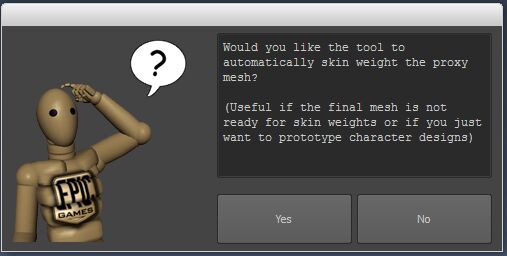 ?
Would you like the tool to
automatically skin weight the proxy
mesh?
(Useful if the final mesh is not
ready for skin weights or if you just
want to prototype character designs)
EPIC
GAMES
Yes
No